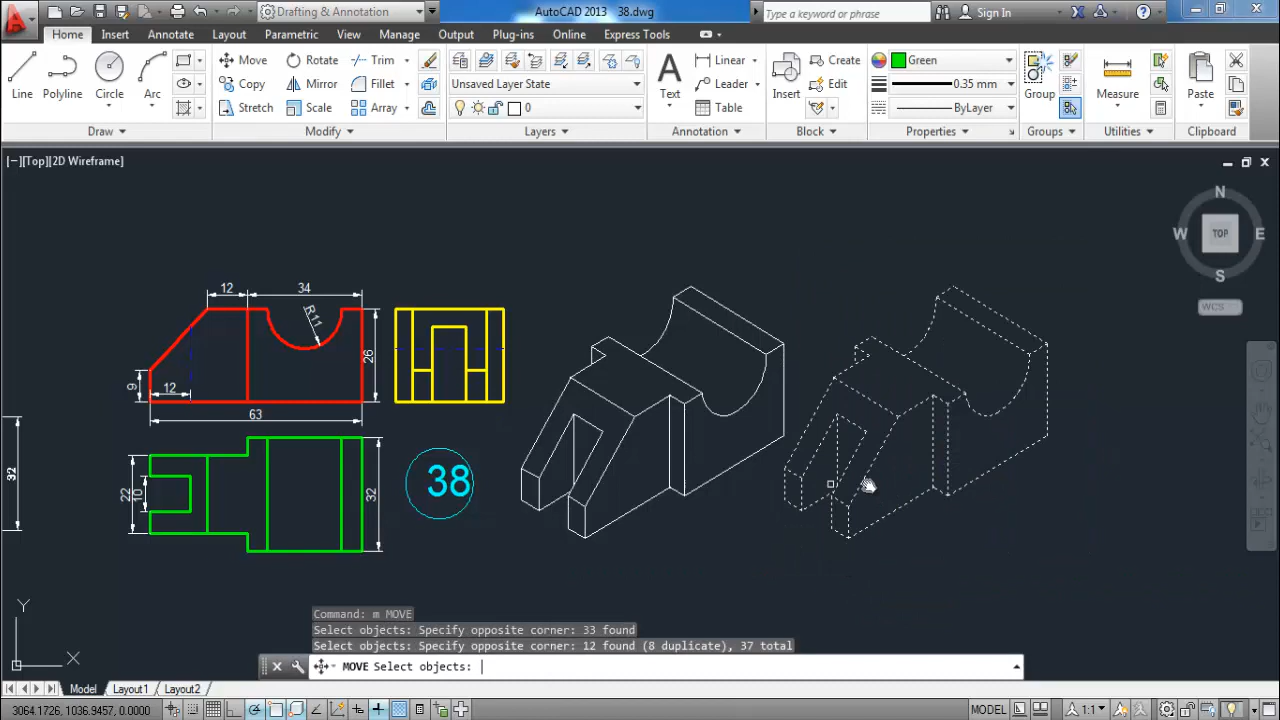 Drafting & Annotation
AutoCAD 2013 38.dwg
Type a keyword or phrase
Sign In
Home Insert Annotate Layout Parametric View Manage Output Plug-ins Online Express Tools
Line
Polyline
Circle
Arc
Draw
Move Rotate Trim
Copy Mirror Fillet
Stretch Scale Array
Modify
Unsaved Layer State
0
Layers
Text
Linear
Leader
Table
Annotation
Insert
Create
Edit
Block
Green
0.35 mm
ByLayer
Properties
Group
Groups
Measure
Utilities
Paste
Clipboard
[−][Top][2D Wireframe]
N
W TOP E
S
WCS
12 34
R11
26
9
12
63
32
22
10
32
38
Y
X
Command: m MOVE
Select objects: Specify opposite corner: 33 found
Select objects: Specify opposite corner: 12 found (8 duplicate), 37 total
MOVE Select objects:
Model Layout1 Layout2
3064.1726, 1036.9457, 0.0000
MODEL
1:1